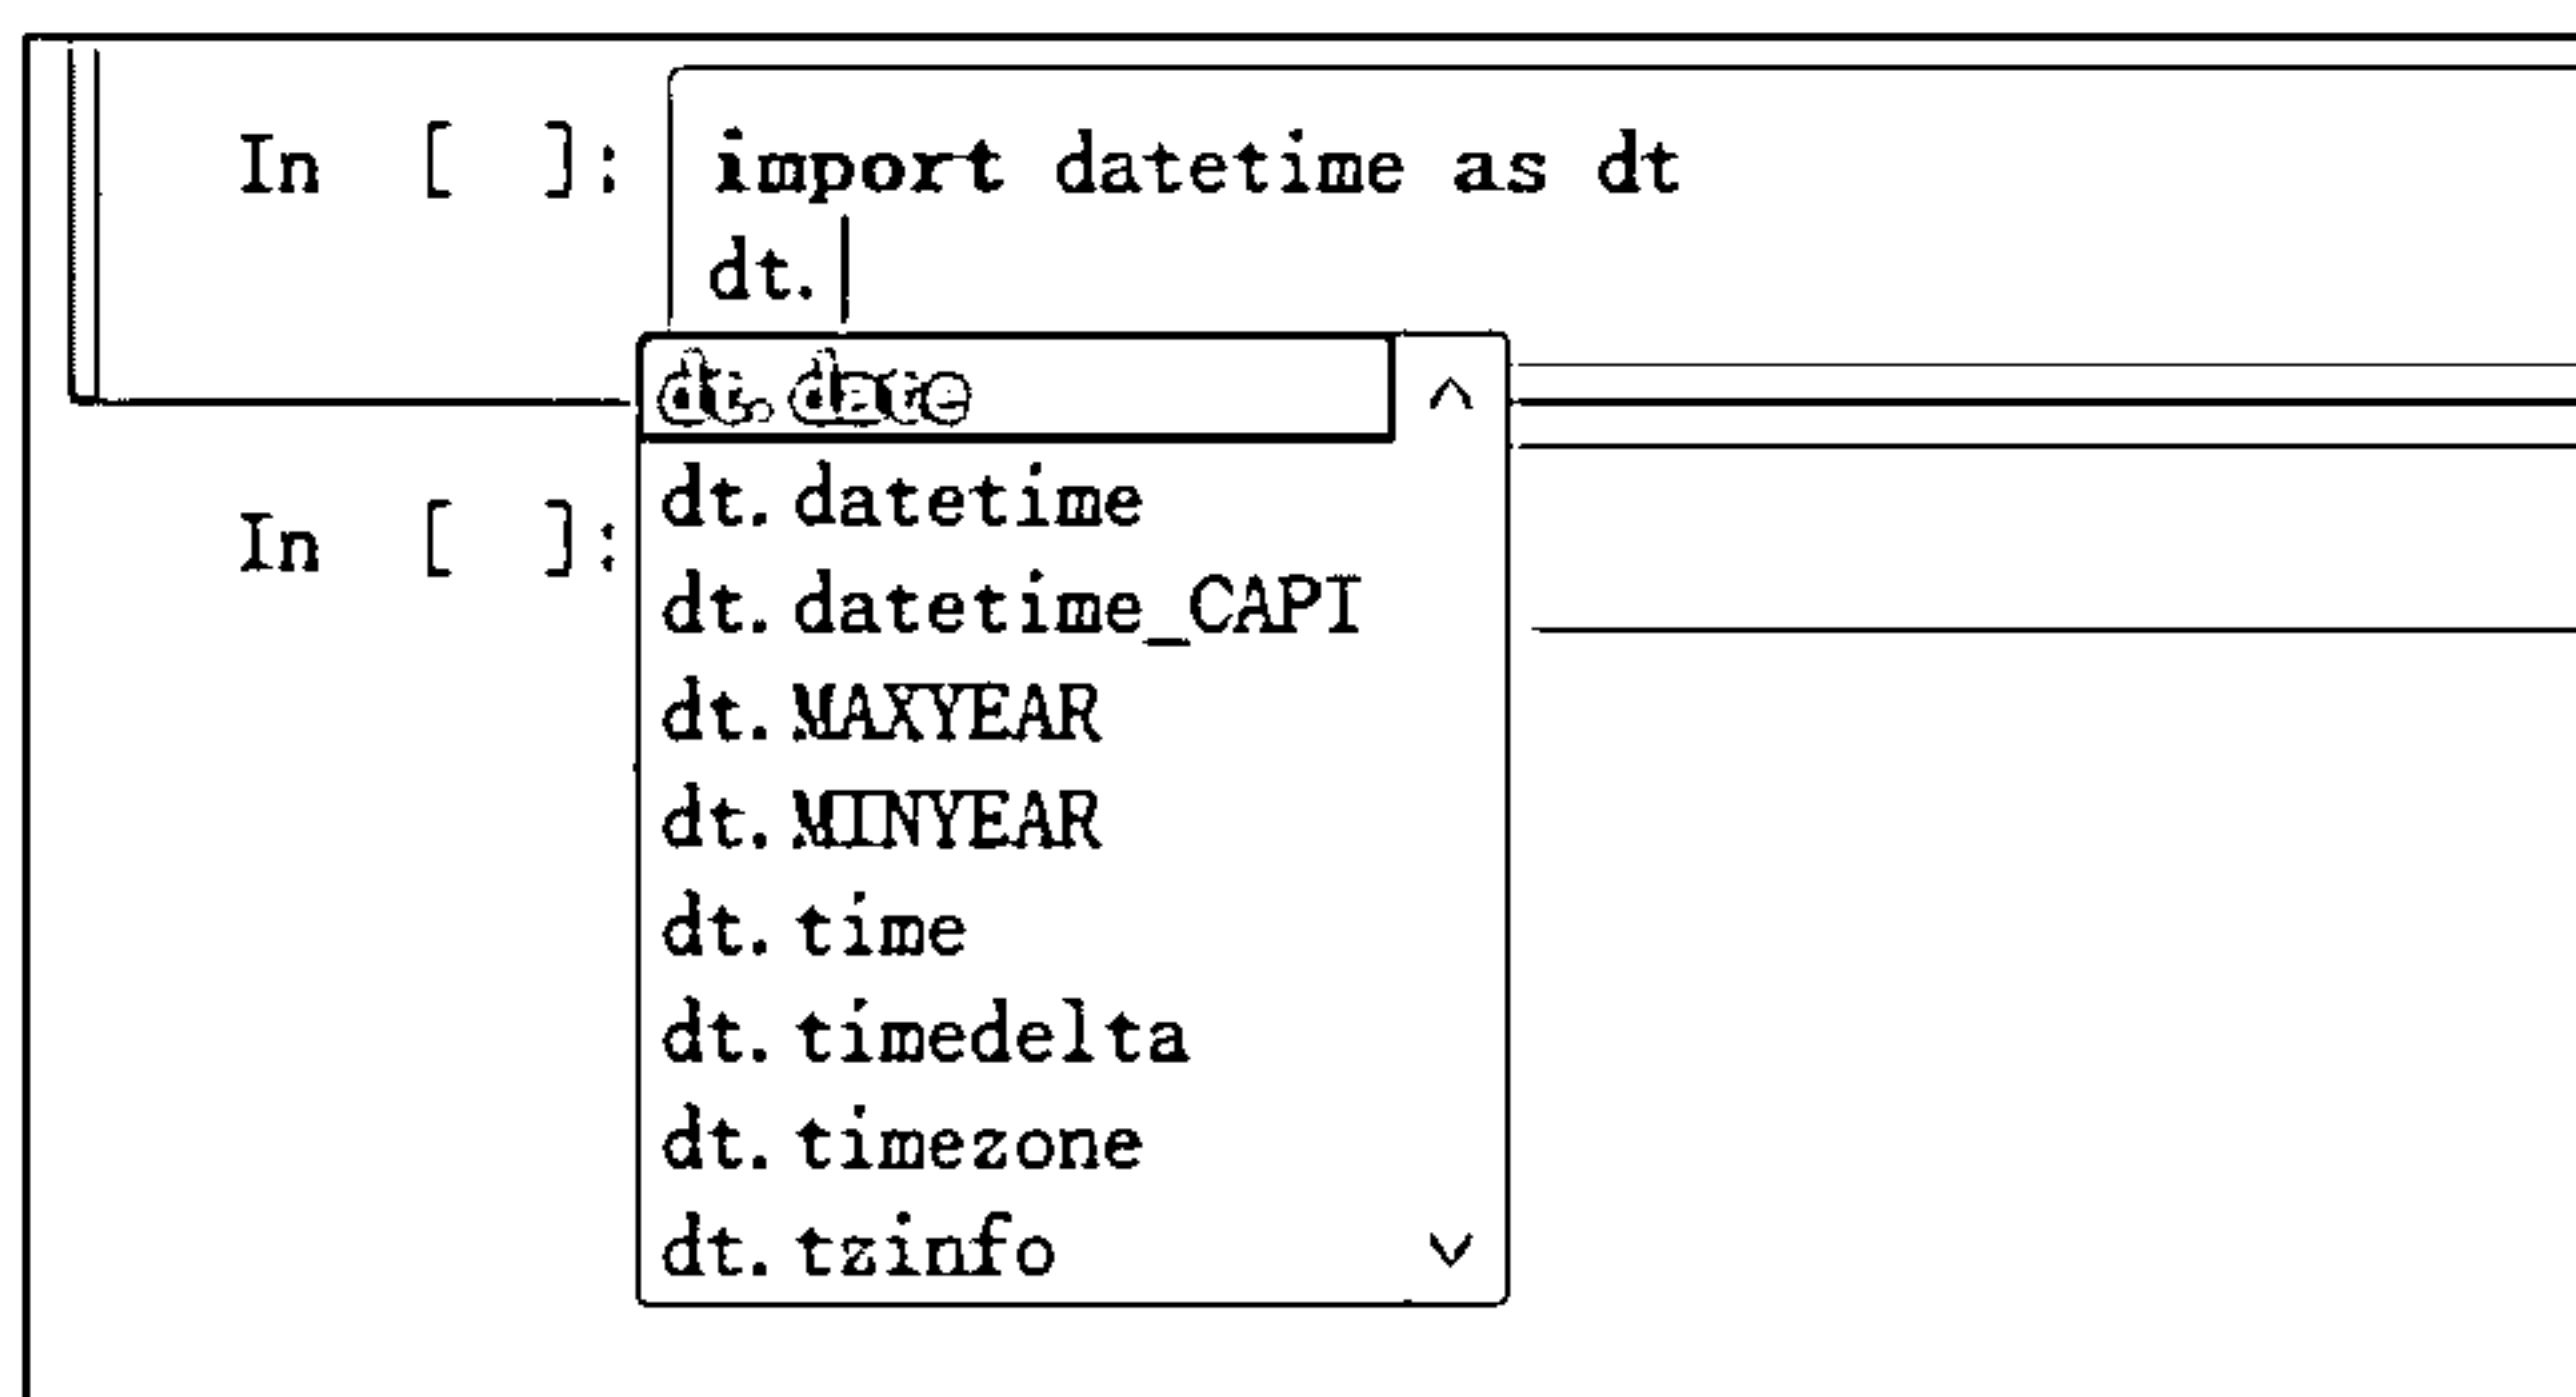 In [ ]: import datetime as dt
dt.
dt.date
dt.datetime
In [ ]:
dt.datetime_CAPI
dt.MAXYEAR
dt.MINYEAR
dt.time
dt.timedelta
dt.timezone
dt.tzinfo